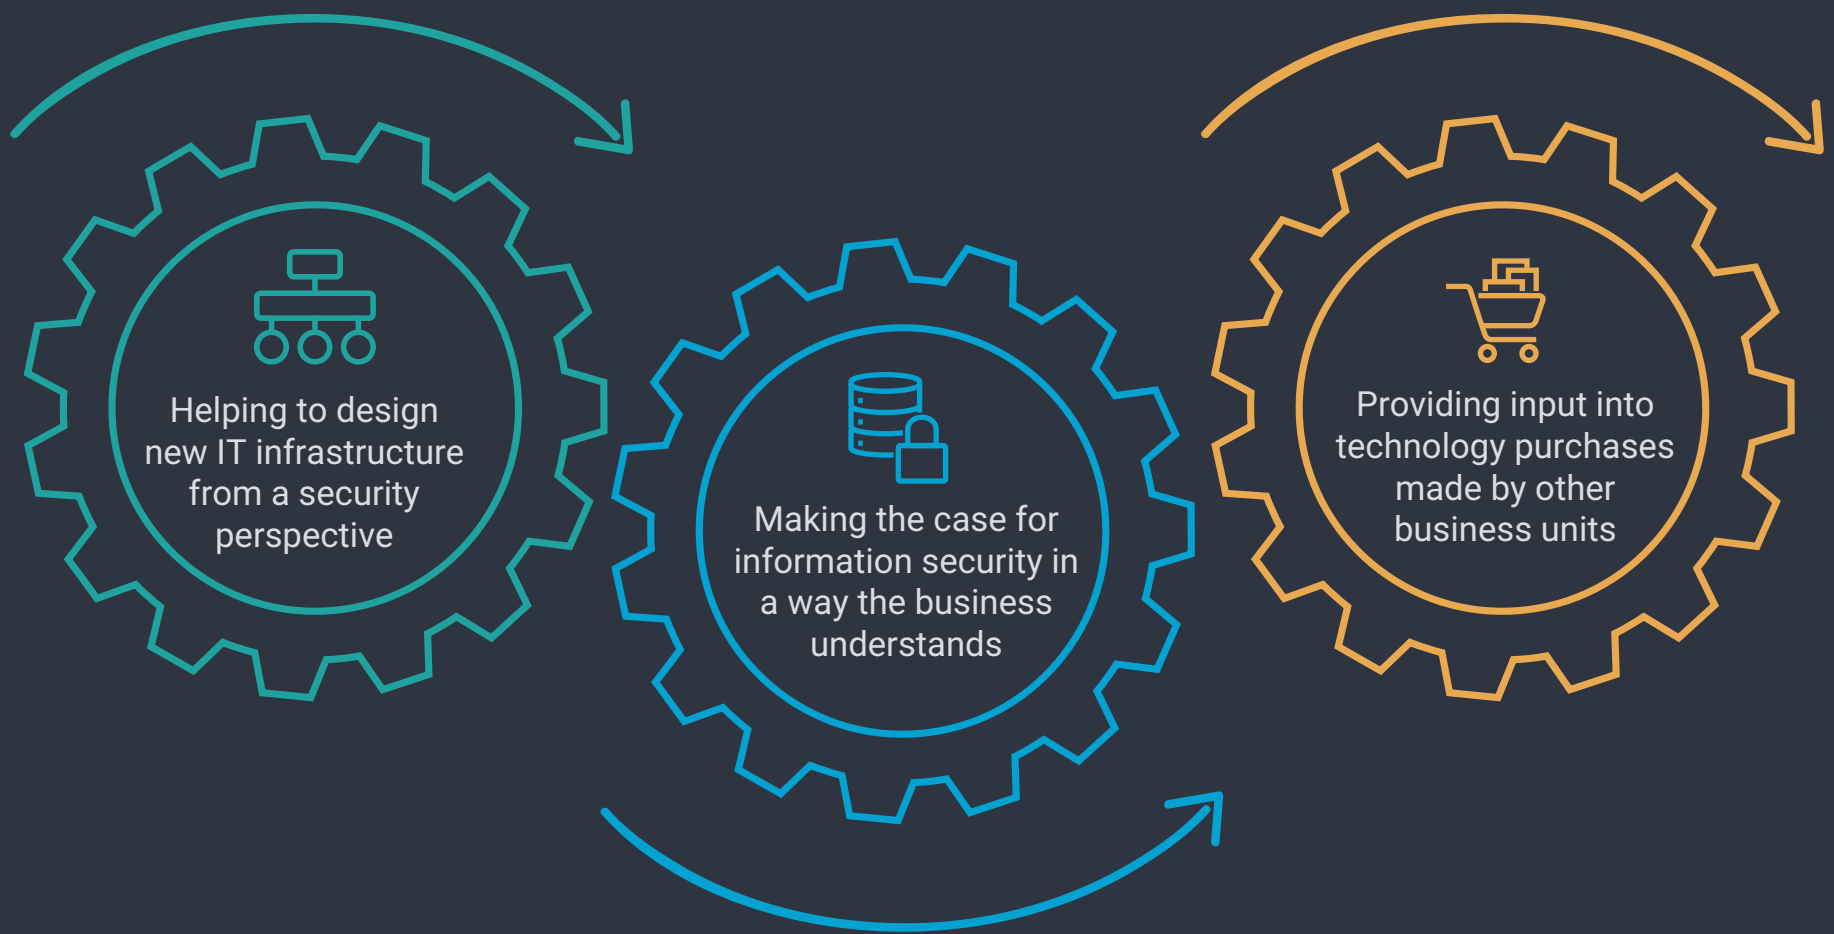 Helping to design
new IT infrastructure
from a security
perspective
Making the case for
information security in
a way the business
understands
Providing input into
technology purchases
made by other
business units